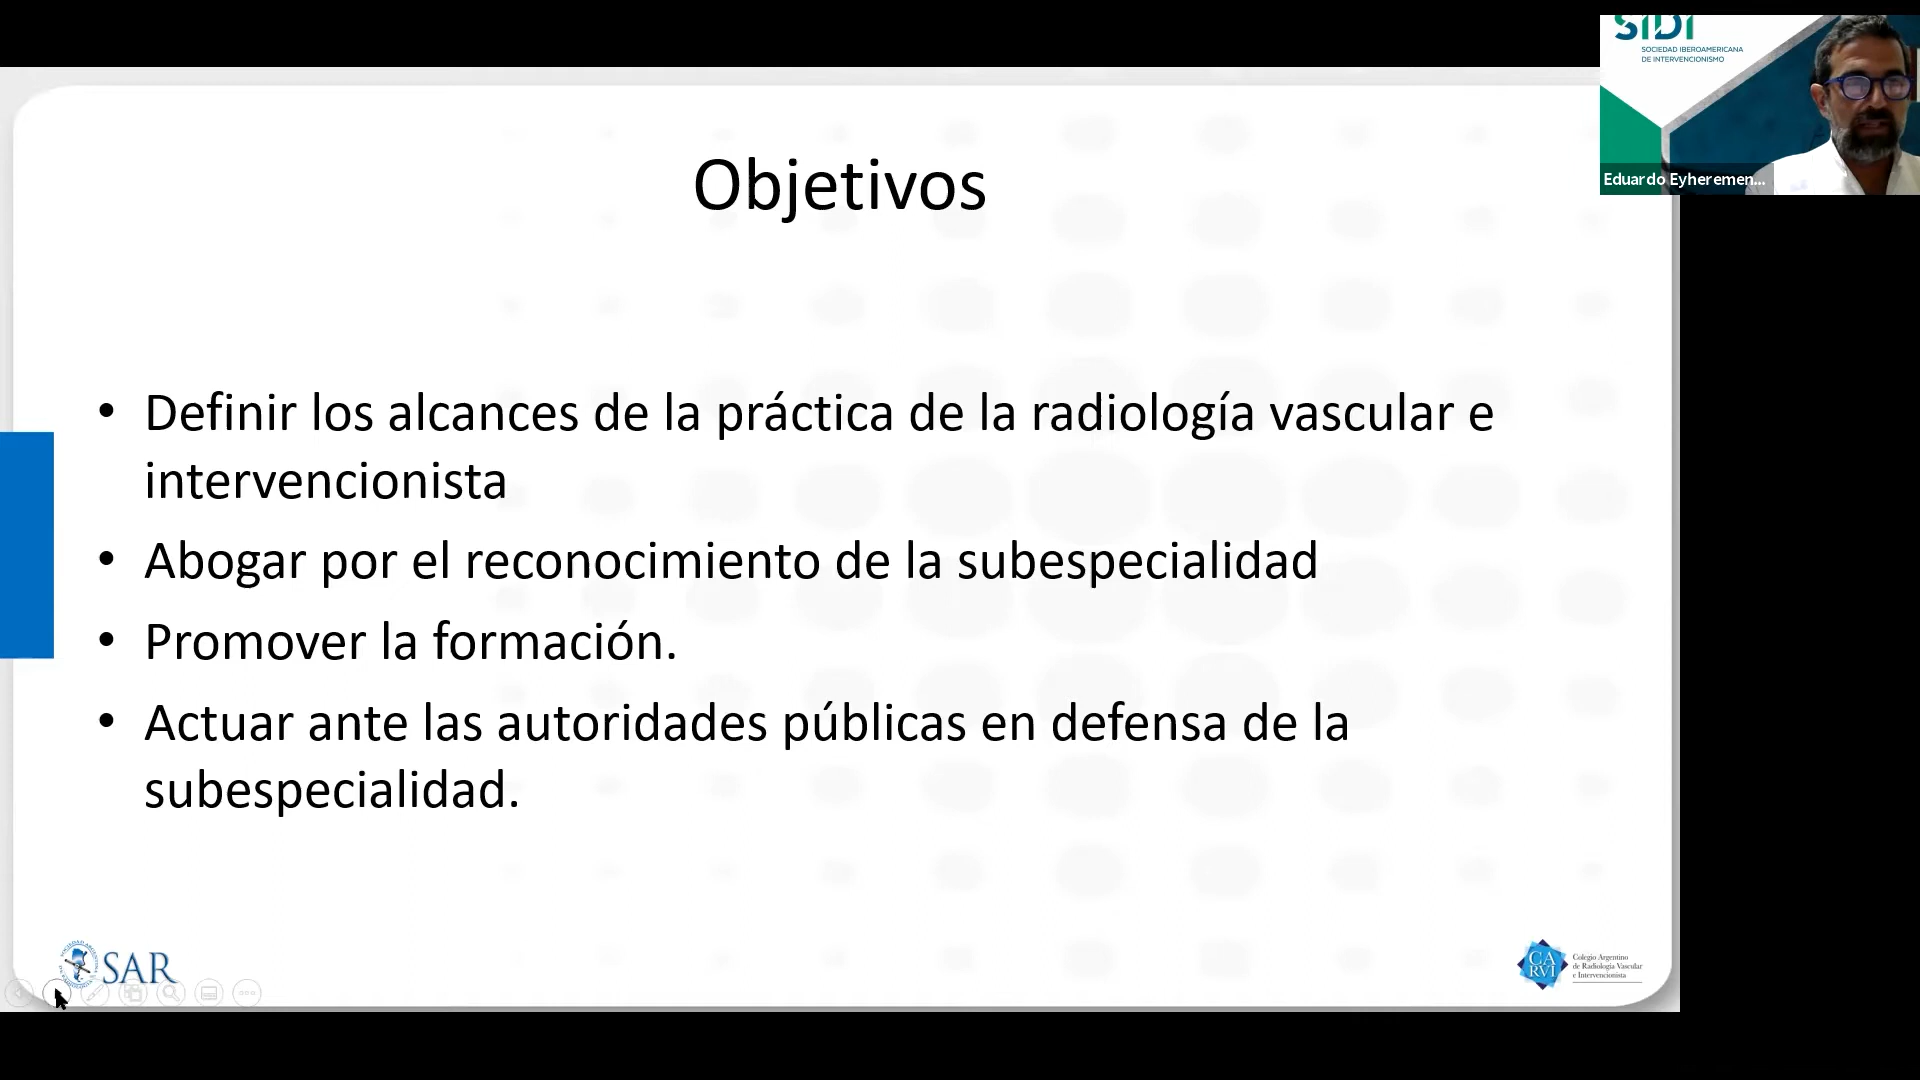 SIDI
SOCIEDAD IBEROAMERICANA
DE INTERVENCIONISMO
Eduardo Eyheremen...
Objetivos
• Definir los alcances de la práctica de la radiología vascular e
intervencionista
• Abogar por el reconocimiento de la subespecialidad
• Promover la formación.
• Actuar ante las autoridades públicas en defensa de la
subespecialidad.
SAR
CA
RVI
Colegio Argentino
de Radiología Vascular
e Intervencionista